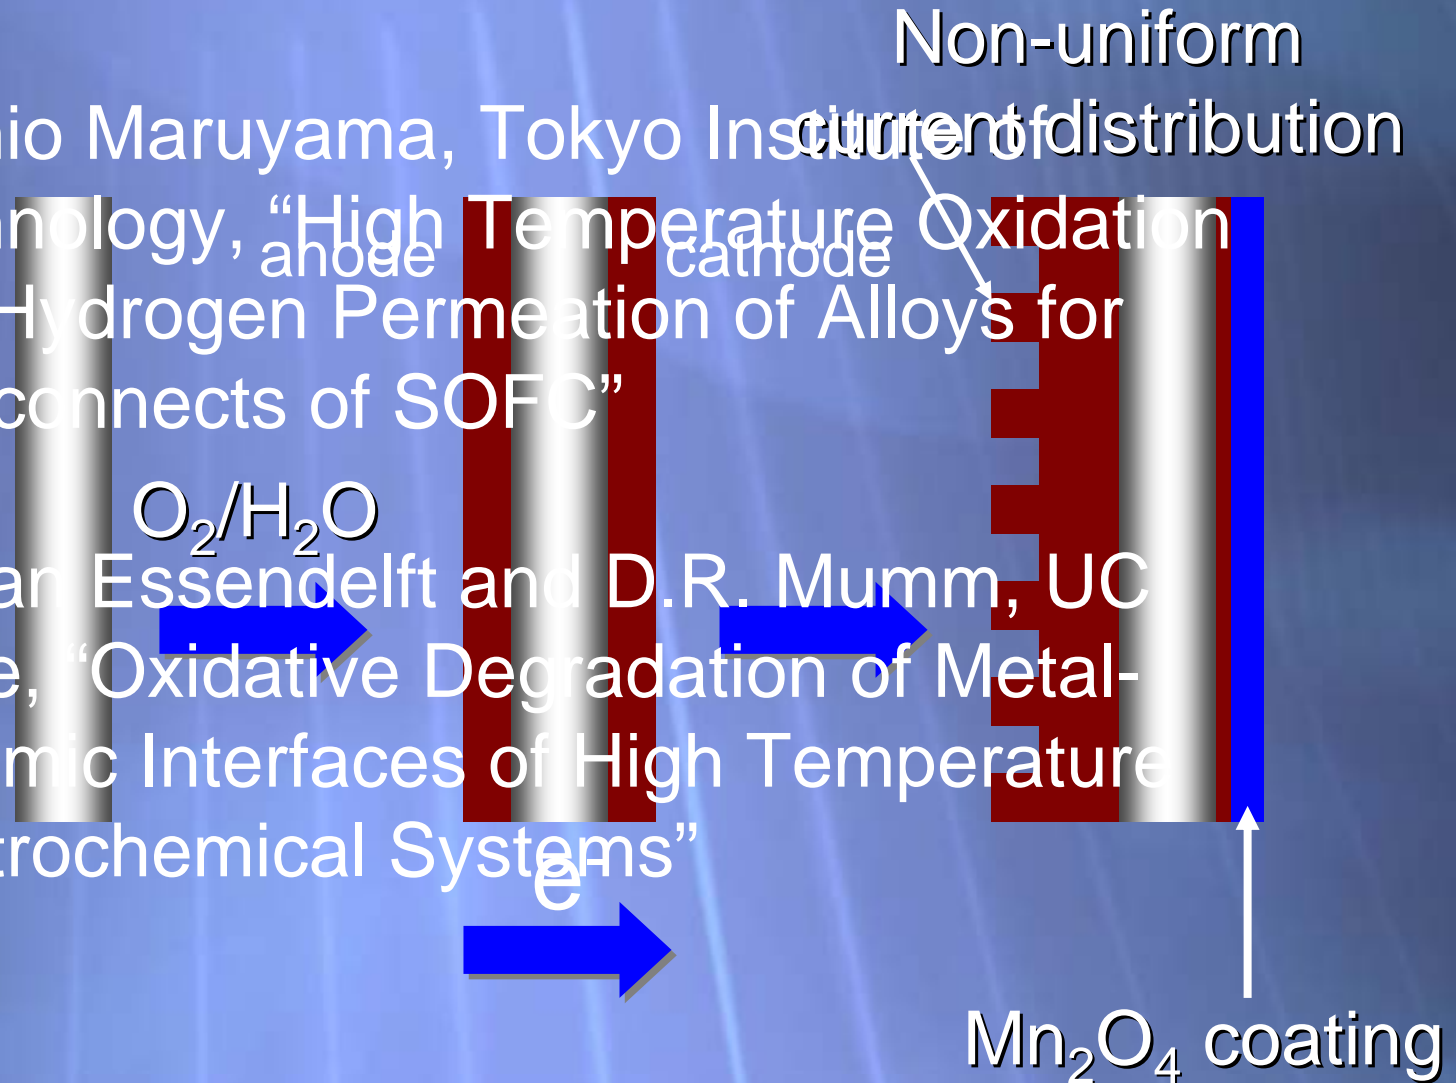 Non-uniform
current distribution
io Maruyama, Tokyo Institute of
nology, “High Temperature Oxidation
anode
cathode
Hydrogen Permeation of Alloys for
connects of SOFC”
O₂/H₂O
an Essendelft and D.R. Mumm, UC
e, “Oxidative Degradation of Metal-
mic Interfaces of High Temperature
trochemical Systems”
e⁻
Mn₂O₄ coating